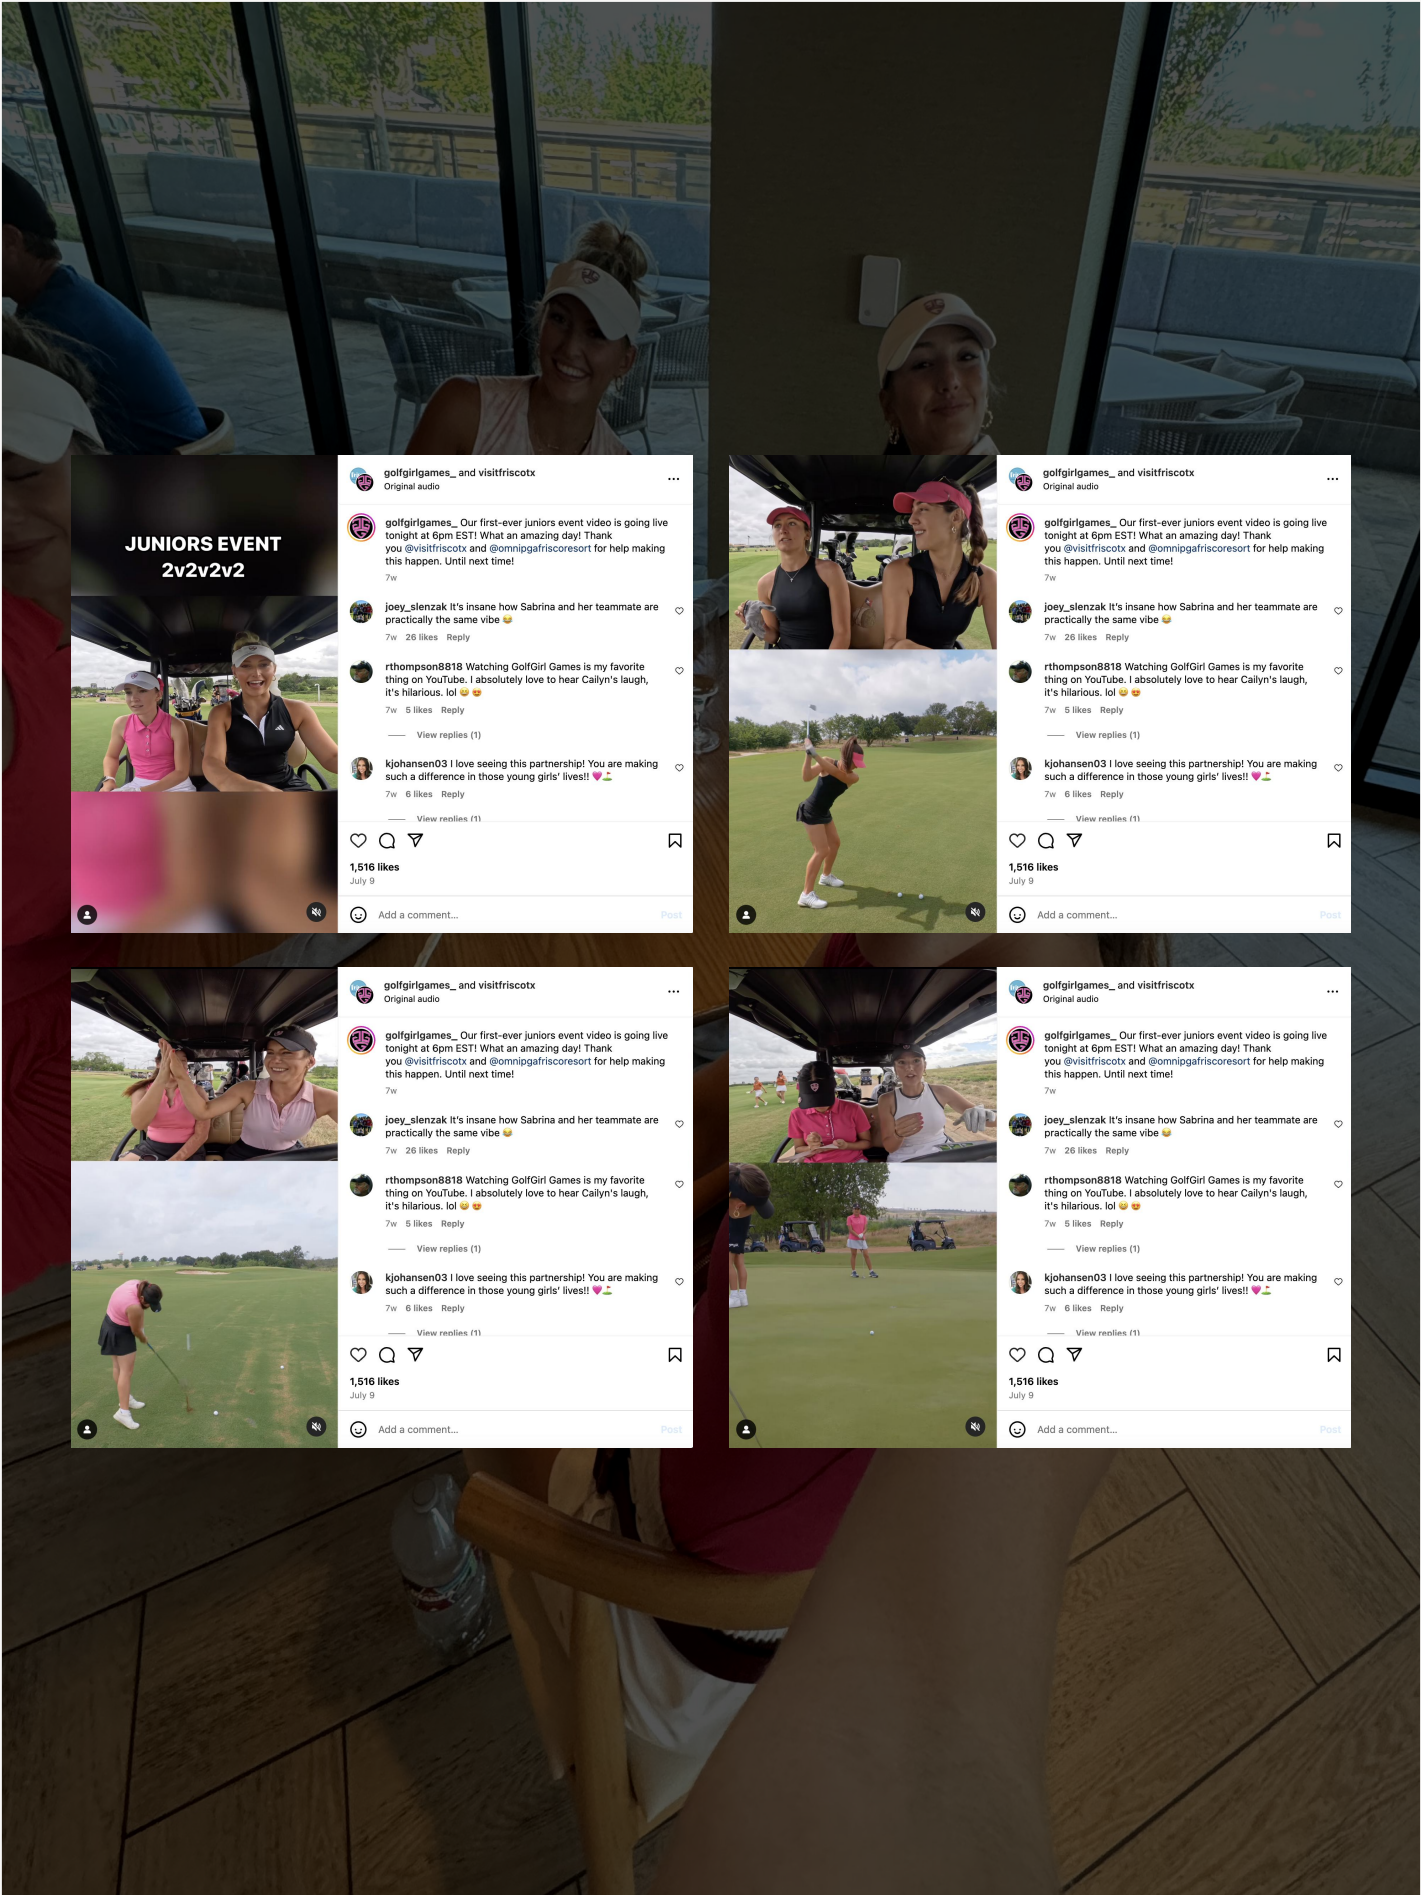 JUNIORS EVENT
2v2v2v2
golfgirlgames_ and visitfriscotx
Original audio
golfgirlgames_ Our first-ever juniors event video is going live
tonight at 6pm EST! What an amazing day! Thank
you @visitfriscotx and @omnipgafriscoresort for help making
this happen. Until next time!
7w
joey_slenzak It's insane how Sabrina and her teammate are
practically the same vibe 😂
7w 26 likes Reply
rthompson8818 Watching GolfGirl Games is my favorite
thing on YouTube. I absolutely love to hear Cailyn's laugh,
it's hilarious. lol 😄 😍
7w 5 likes Reply
View replies (1)
kjohansen03 I love seeing this partnership! You are making
such a difference in those young girls' lives!! 💗⛳
7w 6 likes Reply
View replies (1)
1,516 likes
July 9
Add a comment...
Post
golfgirlgames_ and visitfriscotx
Original audio
golfgirlgames_ Our first-ever juniors event video is going live
tonight at 6pm EST! What an amazing day! Thank
you @visitfriscotx and @omnipgafriscoresort for help making
this happen. Until next time!
7w
joey_slenzak It's insane how Sabrina and her teammate are
practically the same vibe 😂
7w 26 likes Reply
rthompson8818 Watching GolfGirl Games is my favorite
thing on YouTube. I absolutely love to hear Cailyn's laugh,
it's hilarious. lol 😄 😍
7w 5 likes Reply
View replies (1)
kjohansen03 I love seeing this partnership! You are making
such a difference in those young girls' lives!! 💗⛳
7w 6 likes Reply
View replies (1)
1,516 likes
July 9
Add a comment...
Post
golfgirlgames_ and visitfriscotx
Original audio
golfgirlgames_ Our first-ever juniors event video is going live
tonight at 6pm EST! What an amazing day! Thank
you @visitfriscotx and @omnipgafriscoresort for help making
this happen. Until next time!
7w
joey_slenzak It's insane how Sabrina and her teammate are
practically the same vibe 😂
7w 26 likes Reply
rthompson8818 Watching GolfGirl Games is my favorite
thing on YouTube. I absolutely love to hear Cailyn's laugh,
it's hilarious. lol 😄 😍
7w 5 likes Reply
View replies (1)
kjohansen03 I love seeing this partnership! You are making
such a difference in those young girls' lives!! 💗⛳
7w 6 likes Reply
View replies (1)
1,516 likes
July 9
Add a comment...
Post
golfgirlgames_ and visitfriscotx
Original audio
golfgirlgames_ Our first-ever juniors event video is going live
tonight at 6pm EST! What an amazing day! Thank
you @visitfriscotx and @omnipgafriscoresort for help making
this happen. Until next time!
7w
joey_slenzak It's insane how Sabrina and her teammate are
practically the same vibe 😂
7w 26 likes Reply
rthompson8818 Watching GolfGirl Games is my favorite
thing on YouTube. I absolutely love to hear Cailyn's laugh,
it's hilarious. lol 😄 😍
7w 5 likes Reply
View replies (1)
kjohansen03 I love seeing this partnership! You are making
such a difference in those young girls' lives!! 💗⛳
7w 6 likes Reply
View replies (1)
1,516 likes
July 9
Add a comment...
Post